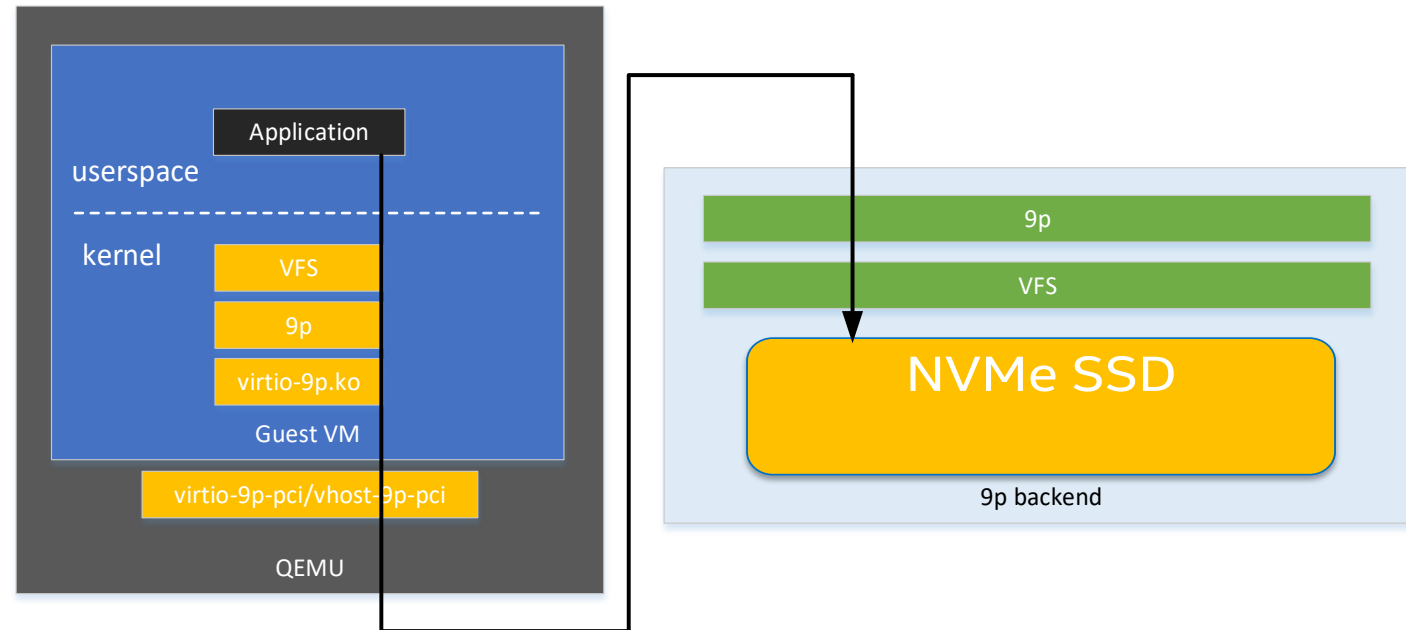 Application
userspace
kernel
VFS
9p
virtio-9p.ko
Guest VM
virtio-9p-pci/vhost-9p-pci
QEMU
9p
VFS
NVMe SSD
9p backend